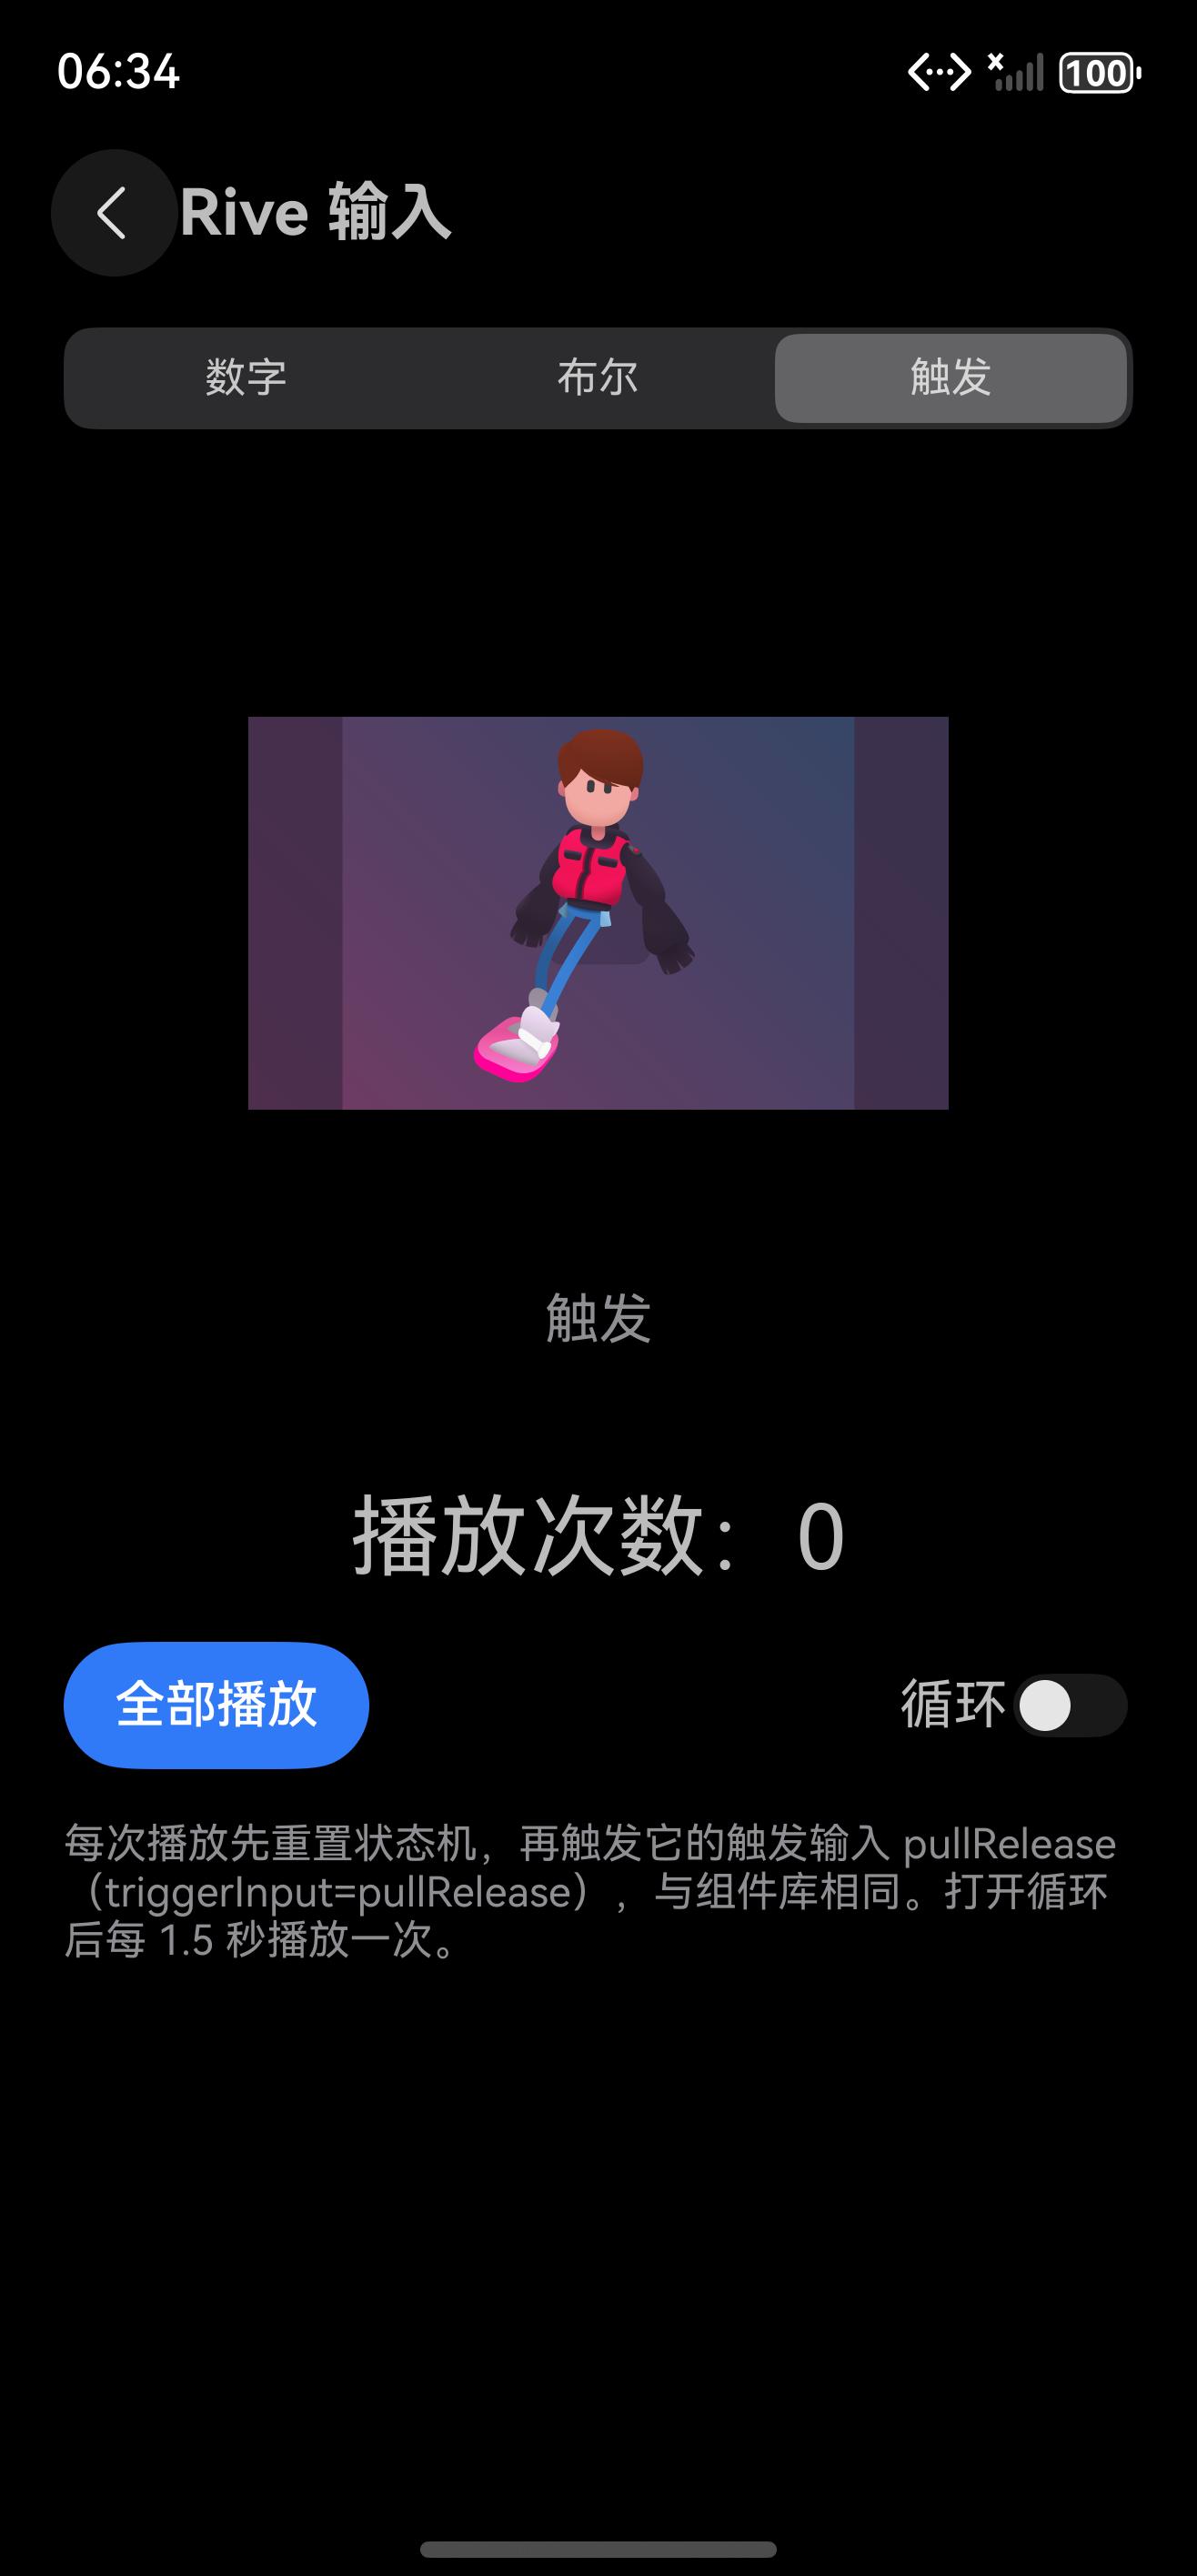 06:34
100
Rive 输入
数字
布尔
触发
触发
播放次数： 0
全部播放
循环
每次播放先重置状态机，再触发它的触发输入 pullRelease
（triggerInput=pullRelease），与组件库相同。打开循环
后每 1.5 秒播放一次。